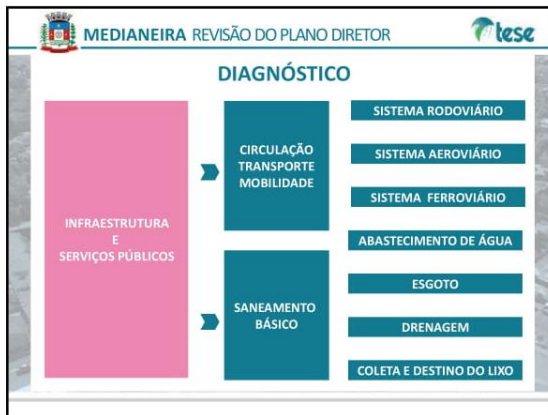 MEDIANEIRA REVISÃO DO PLANO DIRETOR
tese
DIAGNÓSTICO
INFRAESTRUTURA
E
SERVIÇOS PÚBLICOS
CIRCULAÇÃO
TRANSPORTE
MOBILIDADE
SISTEMA RODOVIÁRIO
SISTEMA AEROVIÁRIO
SISTEMA FERROVIÁRIO
SANEAMENTO
BÁSICO
ABASTECIMENTO DE ÁGUA
ESGOTO
DRENAGEM
COLETA E DESTINO DO LIXO